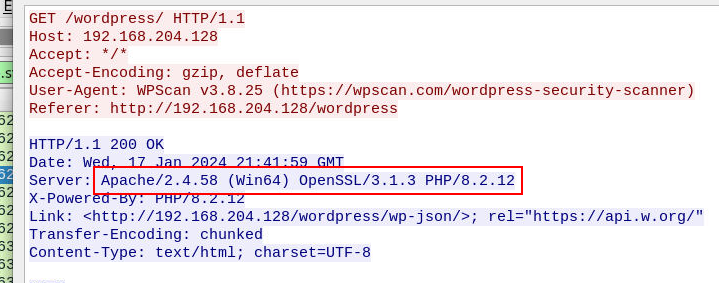 GET /wordpress/ HTTP/1.1
Host: 192.168.204.128
Accept: */*
Accept-Encoding: gzip, deflate
User-Agent: WPScan v3.8.25 (https://wpscan.com/wordpress-security-scanner)
Referer: http://192.168.204.128/wordpress
HTTP/1.1 200 OK
Date: Wed, 17 Jan 2024 21:41:59 GMT
Server: Apache/2.4.58 (Win64) OpenSSL/3.1.3 PHP/8.2.12
X-Powered-By: PHP/8.2.12
Link: <http://192.168.204.128/wordpress/wp-json/>; rel="https://api.w.org/"
Transfer-Encoding: chunked
Content-Type: text/html; charset=UTF-8